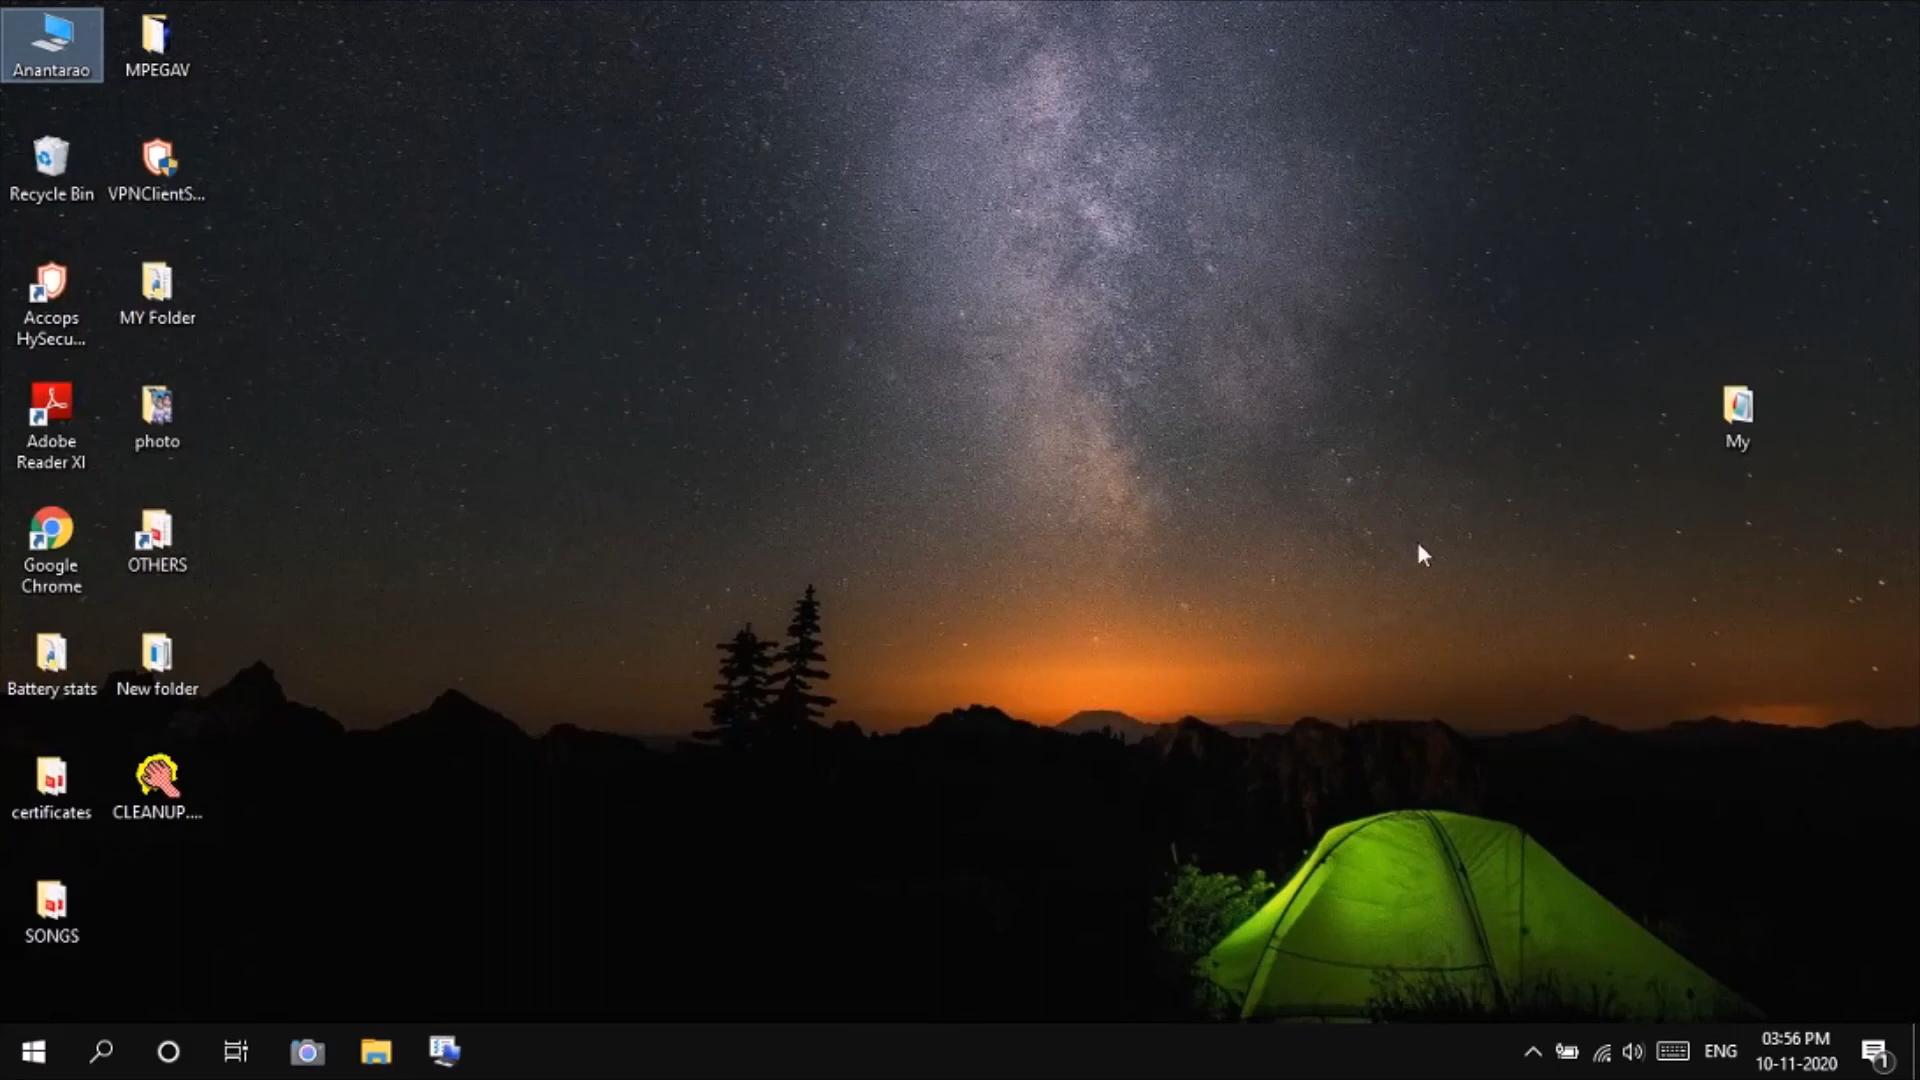 Anantarao
MPEGAV
Recycle Bin
VPNClientS...
Accops
HySecu...
MY Folder
Adobe
Reader XI
photo
My
Google
Chrome
OTHERS
Battery stats
New folder
certificates
CLEANUP....
SONGS
ENG
03:56 PM
10-11-2020
1